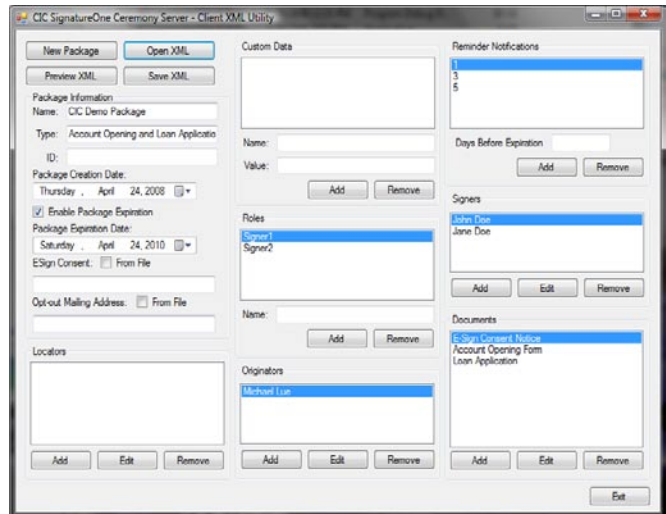 CIC SignatureOne Ceremony Server - Client XML Utility
New Package
Open XML
Preview XML
Save XML
Package Information
Name: CIC Demo Package
Type: Account Opening and Loan Applicatio
ID:
Package Creation Date:
Thursday , April 24, 2008
Enable Package Expiration
Package Expiration Date:
Saturday , April 24, 2010
ESign Consent: From File
Opt-out Mailing Address: From File
Locators
Add Edit Remove
Custom Data
Name:
Value:
Add Remove
Roles
Signer1
Signer2
Name:
Add Remove
Originators
Michael Lue
Add Edit Remove
Reminder Notifications
1
3
5
Days Before Expiration
Add Remove
Signers
John Doe
Jane Doe
Add Edit Remove
Documents
E-Sign Consent Notice
Account Opening Form
Loan Application
Add Edit Remove
Exit